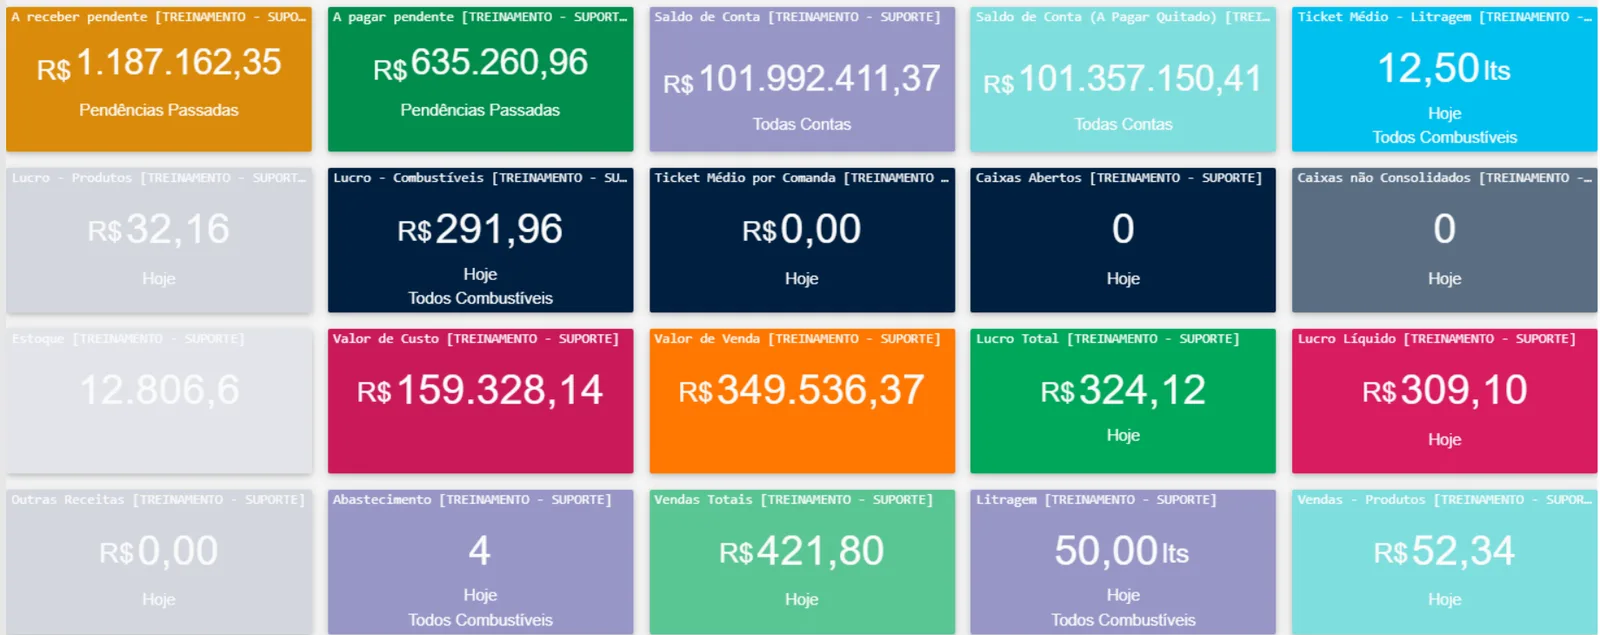 A receber pendente [TREINAMENTO - SUPO…
R$ 1.187.162,35
Pendências Passadas
A pagar pendente [TREINAMENTO - SUPORT…
R$ 635.260,96
Pendências Passadas
Saldo de Conta [TREINAMENTO - SUPORTE]
R$ 101.992.411,37
Todas Contas
Saldo de Conta (A Pagar Quitado) [TREI…
R$ 101.357.150,41
Todas Contas
Ticket Médio - Litragem [TREINAMENTO -…
12,50 lts
Hoje
Todos Combustíveis
Lucro - Produtos [TREINAMENTO - SUPORT…
R$ 32,16
Hoje
Lucro - Combustíveis [TREINAMENTO - SU…
R$ 291,96
Hoje
Todos Combustíveis
Ticket Médio por Comanda [TREINAMENTO …
R$ 0,00
Hoje
Caixas Abertos [TREINAMENTO - SUPORTE]
0
Hoje
Caixas não Consolidados [TREINAMENTO -…
0
Hoje
Estoque [TREINAMENTO - SUPORTE]
12.806,6
Valor de Custo [TREINAMENTO - SUPORTE]
R$ 159.328,14
Valor de Venda [TREINAMENTO - SUPORTE]
R$ 349.536,37
Lucro Total [TREINAMENTO - SUPORTE]
R$ 324,12
Hoje
Lucro Líquido [TREINAMENTO - SUPORTE]
R$ 309,10
Hoje
Outras Receitas [TREINAMENTO - SUPORTE]
R$ 0,00
Hoje
Abastecimento [TREINAMENTO - SUPORTE]
4
Hoje
Todos Combustíveis
Vendas Totais [TREINAMENTO - SUPORTE]
R$ 421,80
Hoje
Litragem [TREINAMENTO - SUPORTE]
50,00 lts
Hoje
Todos Combustíveis
Vendas - Produtos [TREINAMENTO - SUPOR…
R$ 52,34
Hoje